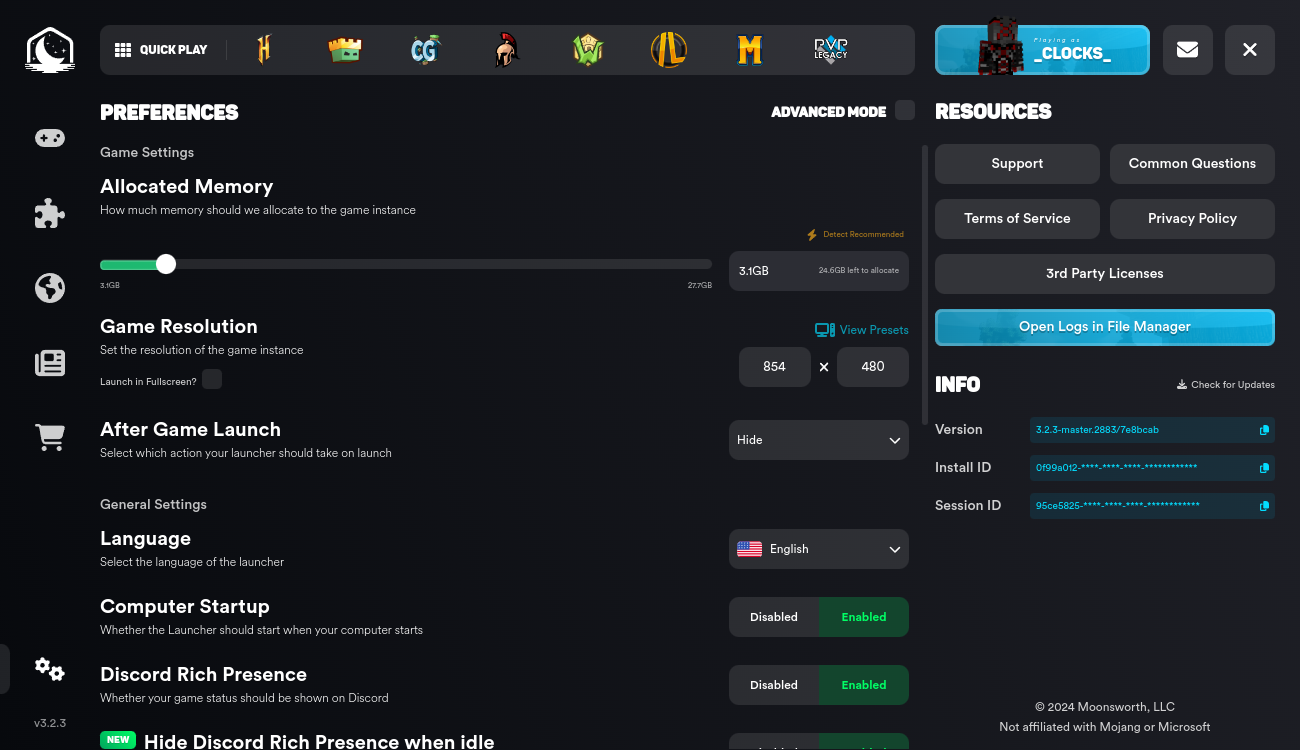 QUICK PLAY
CG
M
PVP
LEGACY
Playing as
_CLOCKS_
PREFERENCES
ADVANCED MODE
Game Settings
Allocated Memory
How much memory should we allocate to the game instance
Detect Recommended
3.1GB
24.6GB left to allocate
3.1GB
27.7GB
Game Resolution
View Presets
Set the resolution of the game instance
854
480
Launch in Fullscreen?
After Game Launch
Select which action your launcher should take on launch
Hide
General Settings
Language
Select the language of the launcher
English
Computer Startup
Whether the Launcher should start when your computer starts
Disabled
Enabled
Discord Rich Presence
Whether your game status should be shown on Discord
Disabled
Enabled
NEW
Hide Discord Rich Presence when idle
v3.2.3
RESOURCES
Support
Common Questions
Terms of Service
Privacy Policy
3rd Party Licenses
Open Logs in File Manager
INFO
Check for Updates
Version
3.2.3-master.2883/7e8bcab
Install ID
0f99a012-****-****-****-************
Session ID
95ce5825-****-****-****-************
© 2024 Moonsworth, LLC
Not affiliated with Mojang or Microsoft